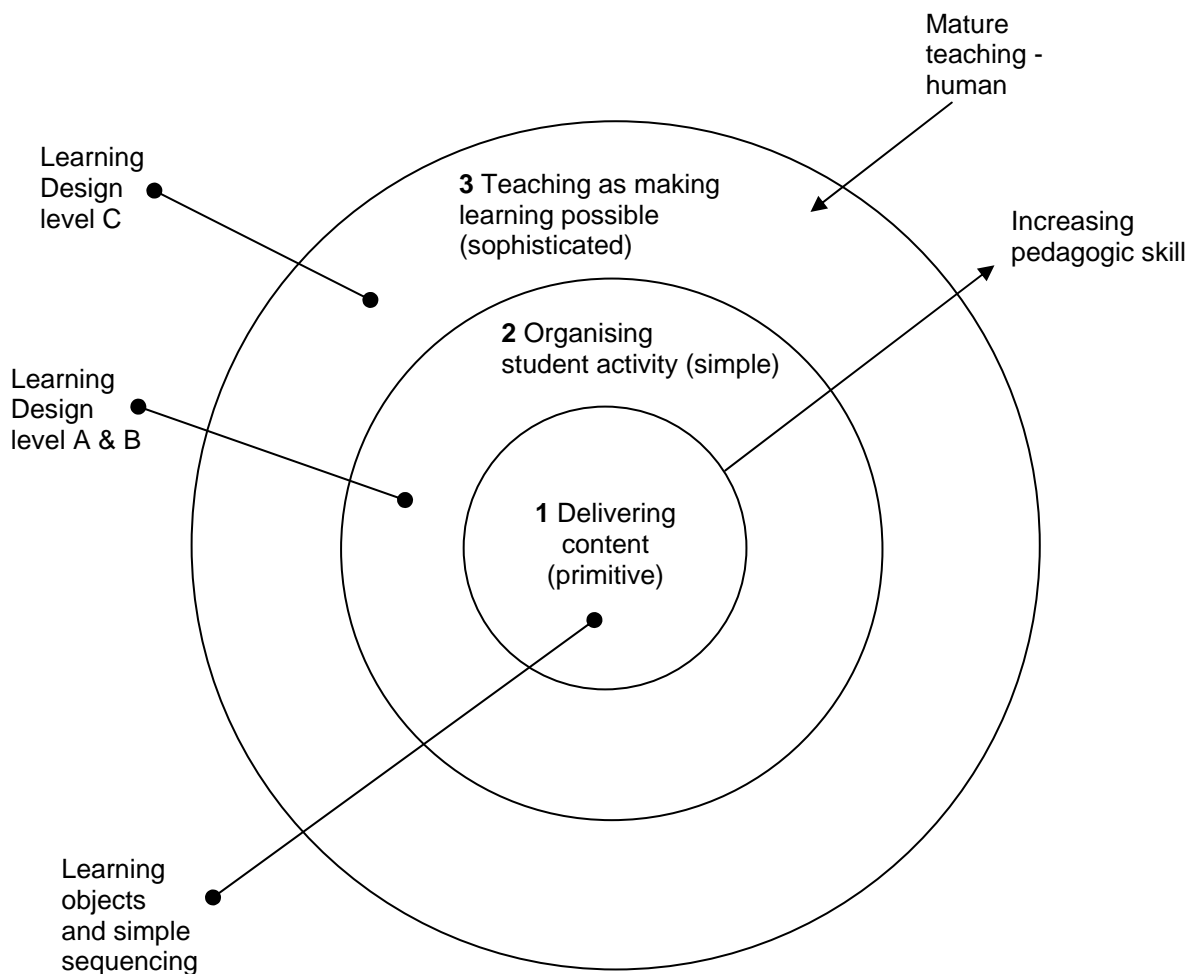 Mature
teaching -
human
Learning
Design
level C
3 Teaching as making
learning possible
(sophisticated)
Increasing
pedagogic skill
2 Organising
student activity (simple)
Learning
Design
level A & B
1 Delivering
content
(primitive)
Learning
objects
and simple
sequencing